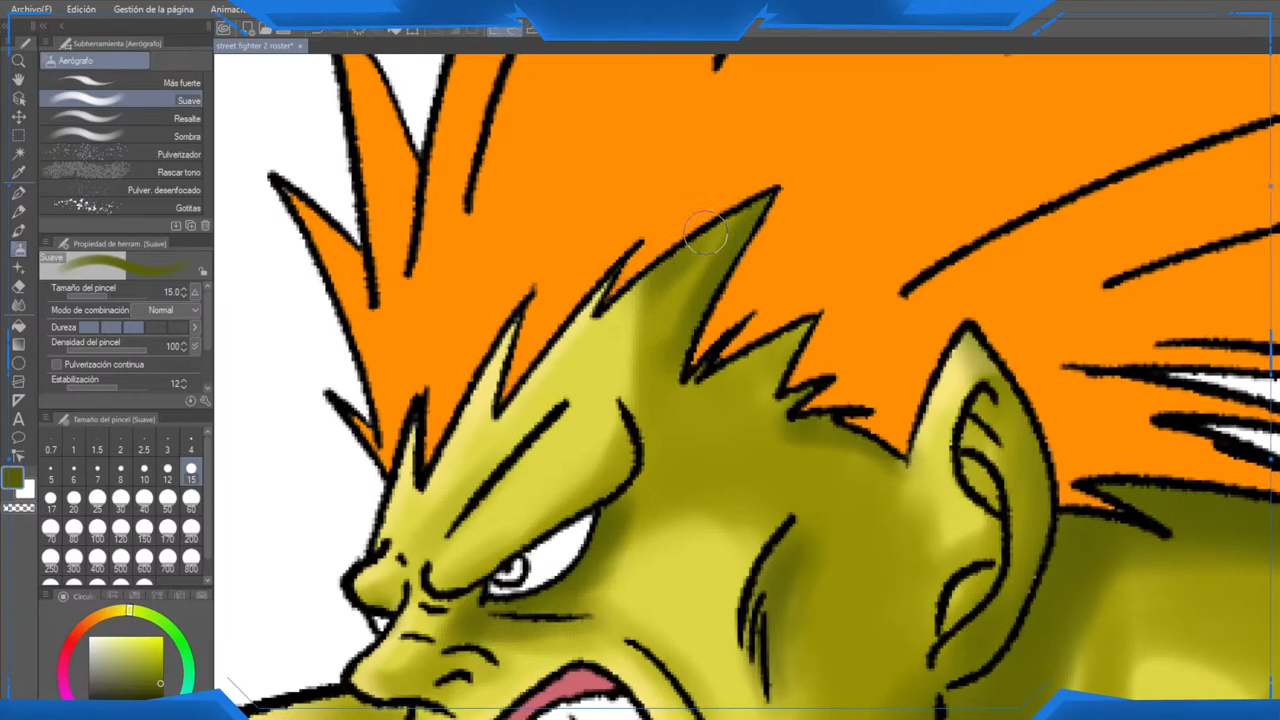 Archivo(F) Edición Gestión de la página Animación
street fighter 2 roster*
Subherramienta (Aerógrafo)
Aerógrafo
Más fuerte
Suave
Resalte
Sombra
Pulverizador
Rascar tono
Pulver. desenfocado
Gotitas
Propiedad de herram. (Suave)
Suave
Tamaño del pincel 15.0
Modo de combinación Normal
Dureza
Densidad del pincel 100
Pulverización continua
Estabilización 12
Tamaño del pincel (Suave)
0.7 1 1.5 2 2.5 3 4
5 6 7 8 10 12 15
17 20 25 30 40 50 60
70 80 100 120 150 170 200
250 300 400 500 600 700 800